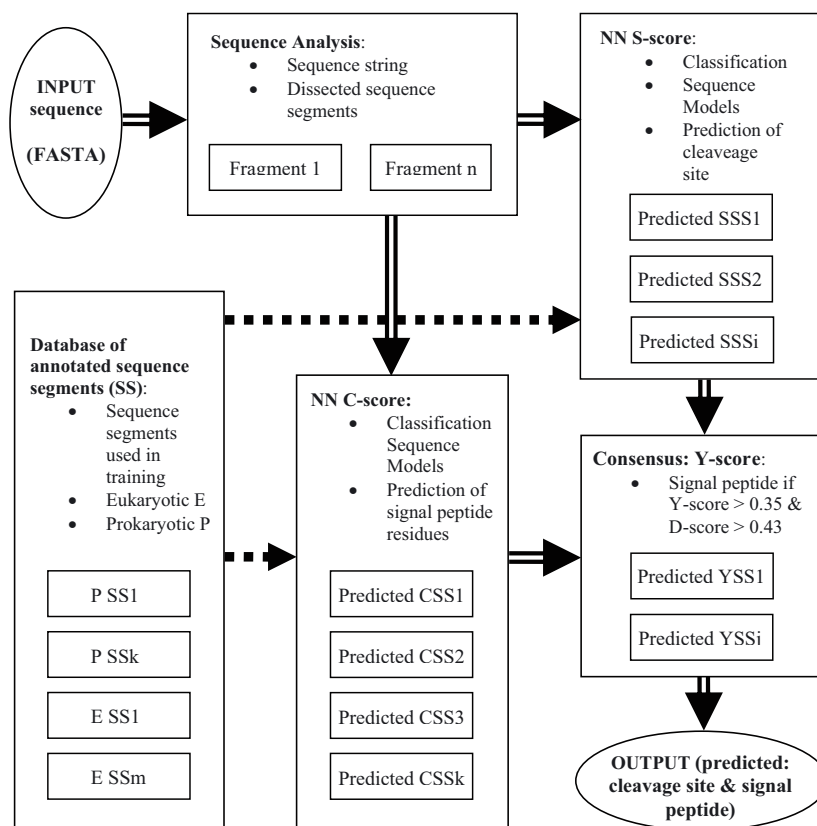 INPUT
sequence
(FASTA)
Sequence Analysis:
• Sequence string
• Dissected sequence
segments
Fragment 1
Fragment n
NN S-score:
• Classification
• Sequence
Models
• Prediction of
cleaveage
site
Predicted SSS1
Predicted SSS2
Predicted SSSi
Database of
annotated sequence
segments (SS):
• Sequence
segments
used in
training
• Eukaryotic E
• Prokaryotic P
P SS1
P SSk
E SS1
E SSm
NN C-score:
• Classification
Sequence
Models
• Prediction of
signal peptide
residues
Predicted CSS1
Predicted CSS2
Predicted CSS3
Predicted CSSk
Consensus: Y-score:
• Signal peptide if
Y-score > 0.35 &
D-score > 0.43
Predicted YSS1
Predicted YSSi
OUTPUT (predicted:
cleavage site & signal
peptide)